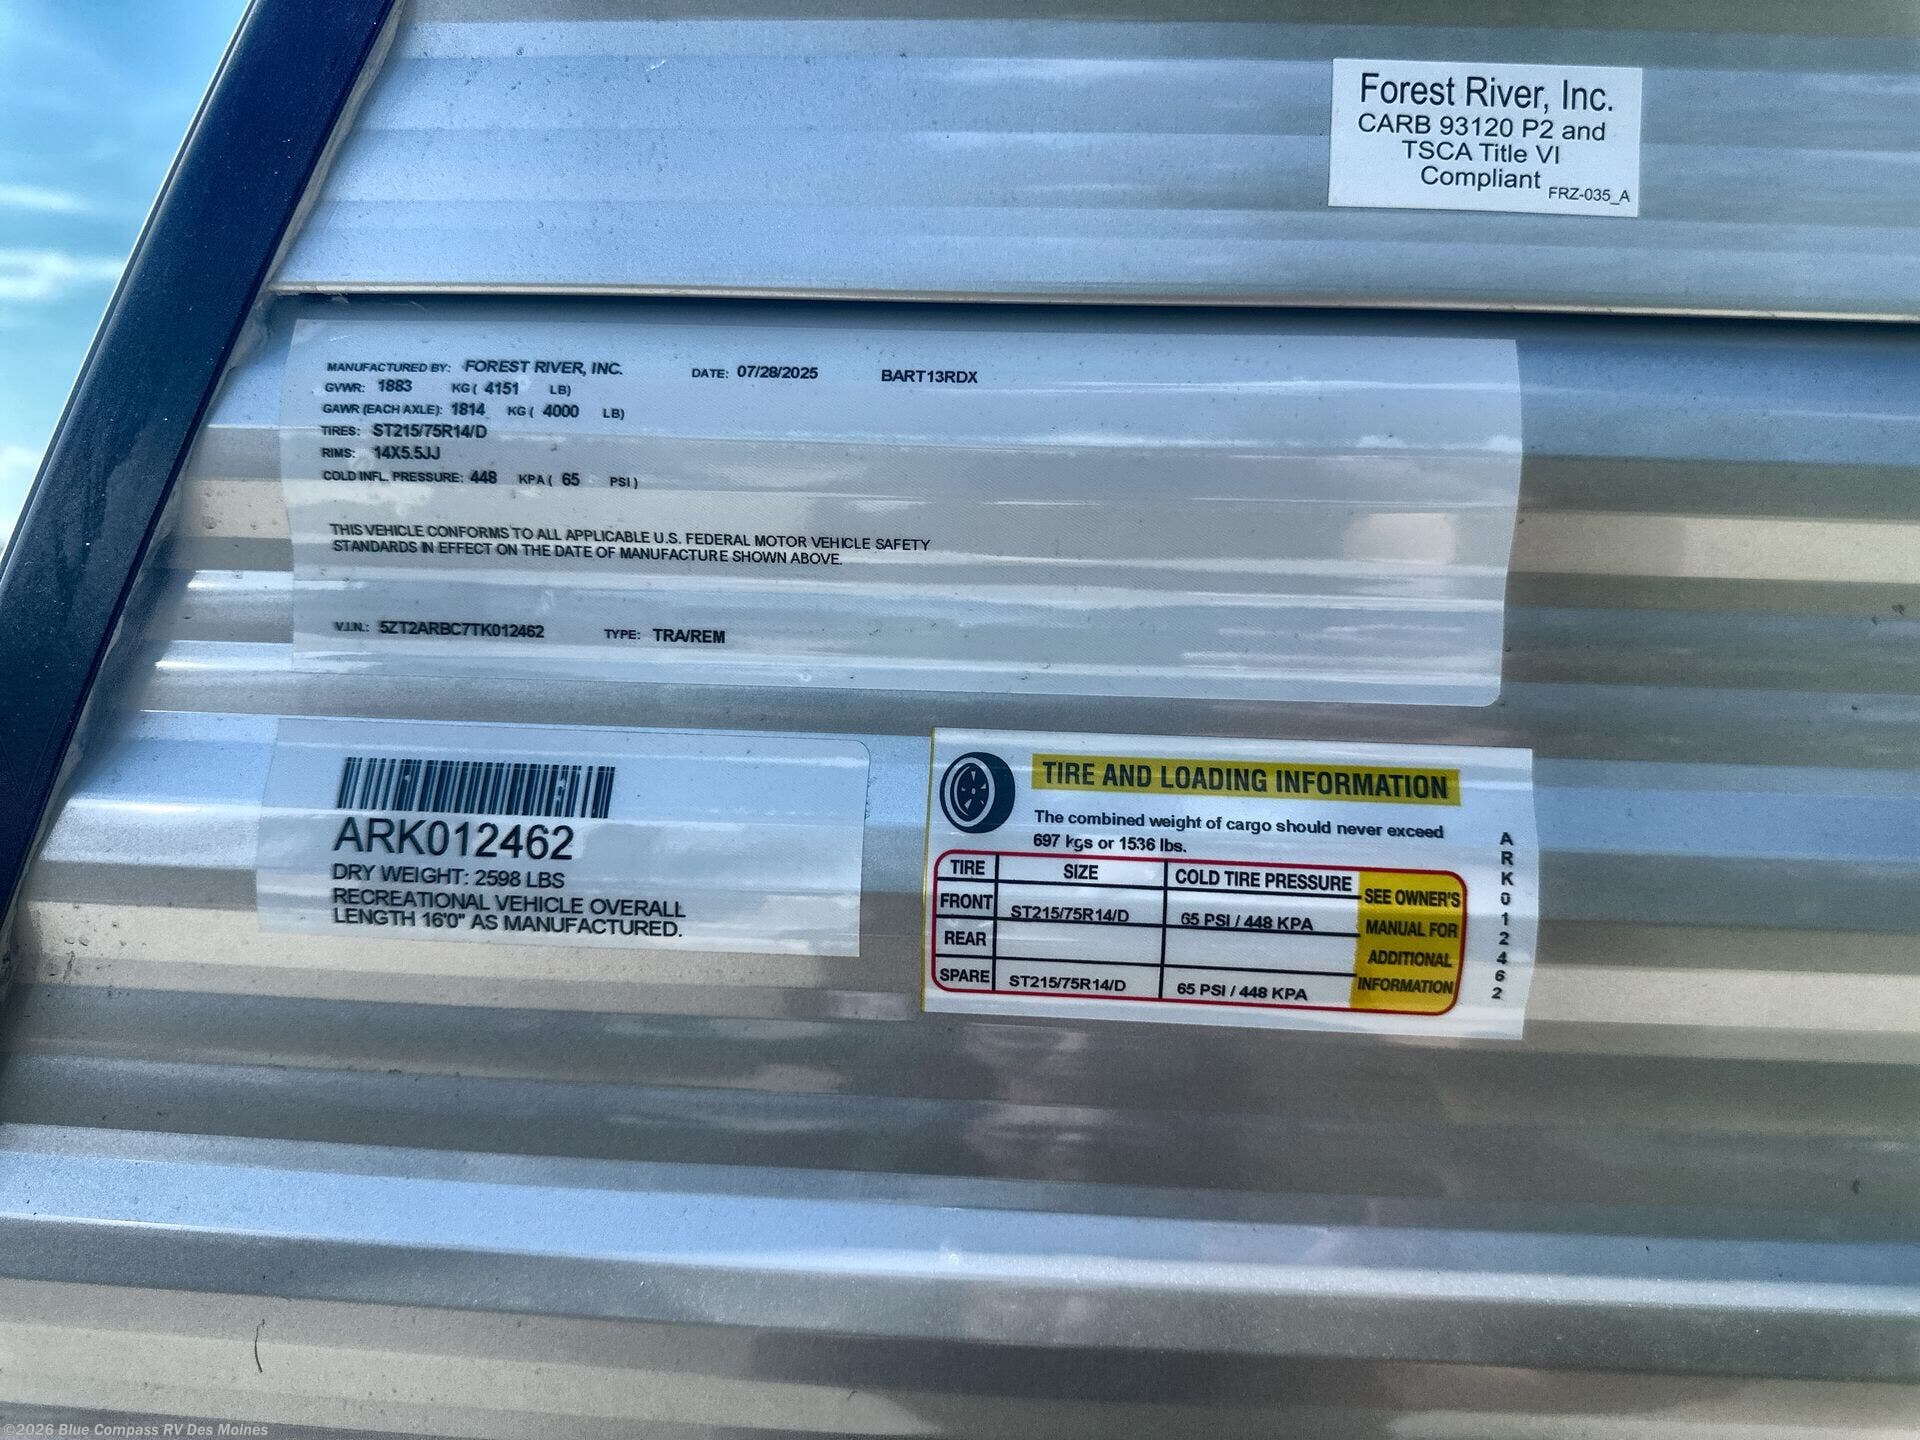 Forest River, Inc.
CARB 93120 P2 and
TSCA Title VI
Compliant FRZ-035_A
MANUFACTURED BY: FOREST RIVER, INC. DATE: 07/28/2025 BART13RDX
GVWR: 1883 KG ( 4151 LB)
GAWR (EACH AXLE): 1814 KG ( 4000 LB)
TIRES: ST215/75R14/D
RIMS: 14X5.5JJ
COLD INFL. PRESSURE: 448 KPA ( 65 PSI )
THIS VEHICLE CONFORMS TO ALL APPLICABLE U.S. FEDERAL MOTOR VEHICLE SAFETY
STANDARDS IN EFFECT ON THE DATE OF MANUFACTURE SHOWN ABOVE.
V.I.N.: 5ZT2ARBC7TK012462 TYPE: TRA/REM
ARK012462
DRY WEIGHT: 2598 LBS
RECREATIONAL VEHICLE OVERALL
LENGTH 16'0" AS MANUFACTURED.
TIRE AND LOADING INFORMATION
The combined weight of cargo should never exceed
697 kgs or 1536 lbs.
TIRE SIZE COLD TIRE PRESSURE
FRONT ST215/75R14/D 65 PSI / 448 KPA
REAR
SPARE ST215/75R14/D 65 PSI / 448 KPA
SEE OWNER'S
MANUAL FOR
ADDITIONAL
INFORMATION
ARK012462
©2026 Blue Compass RV Des Moines